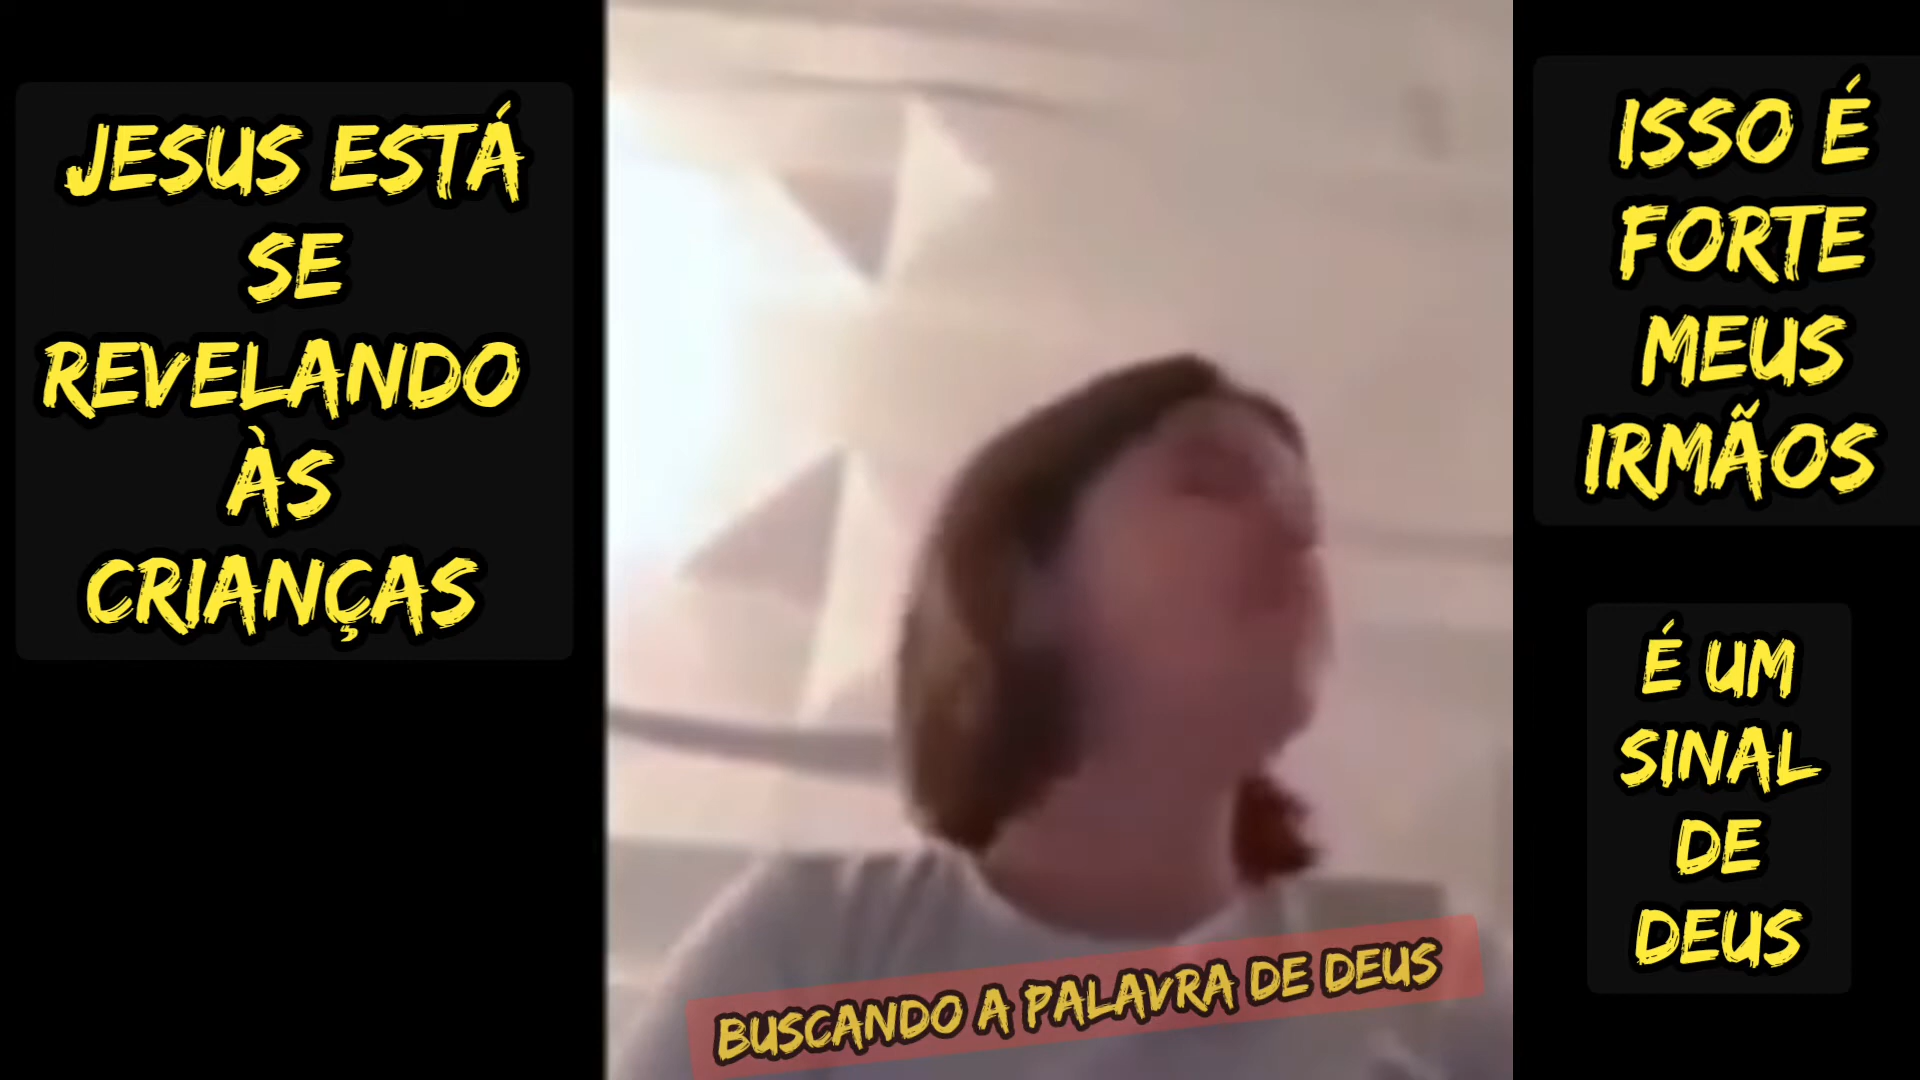 JESUS ESTÁ
SE
REVELANDO
ÀS
CRIANÇAS
ISSO É
FORTE
MEUS
IRMÃOS
É UM
SINAL
DE
DEUS
BUSCANDO A PALAVRA DE DEUS